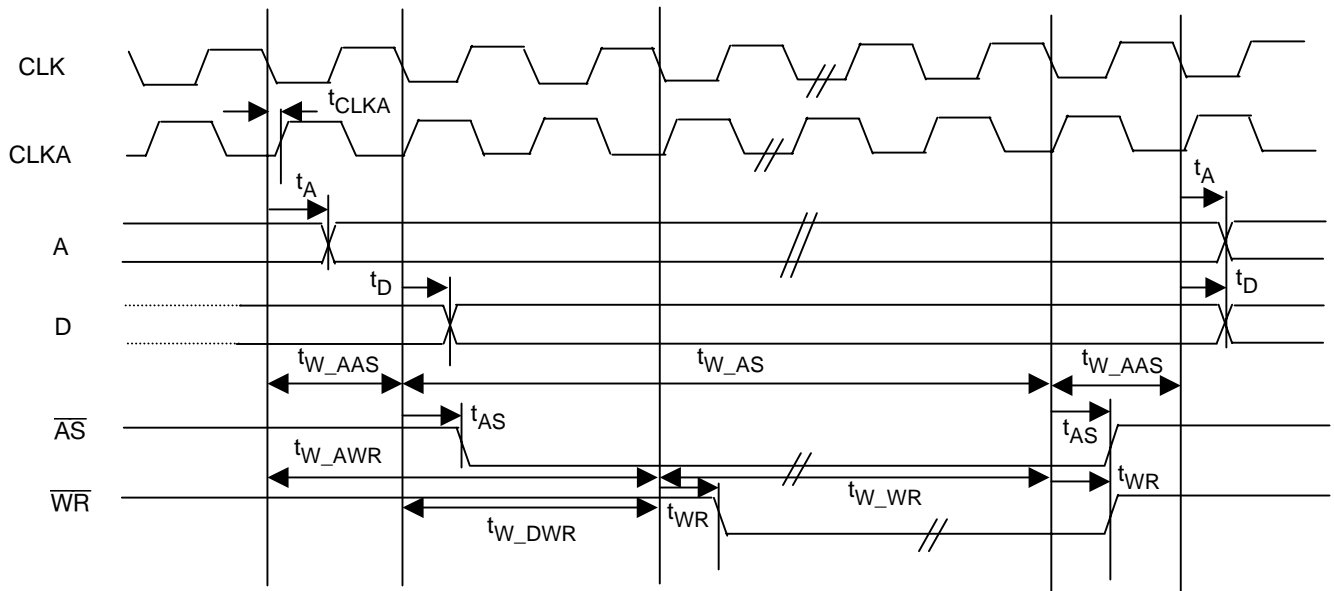 CLK
tCLKA
CLKA
tA
tA
A
tD
tD
D
tW_AAS
tW_AS
tW_AAS
AS
tAS
tAS
tW_AWR
tWR
WR
tWR
tW_WR
tW_DWR